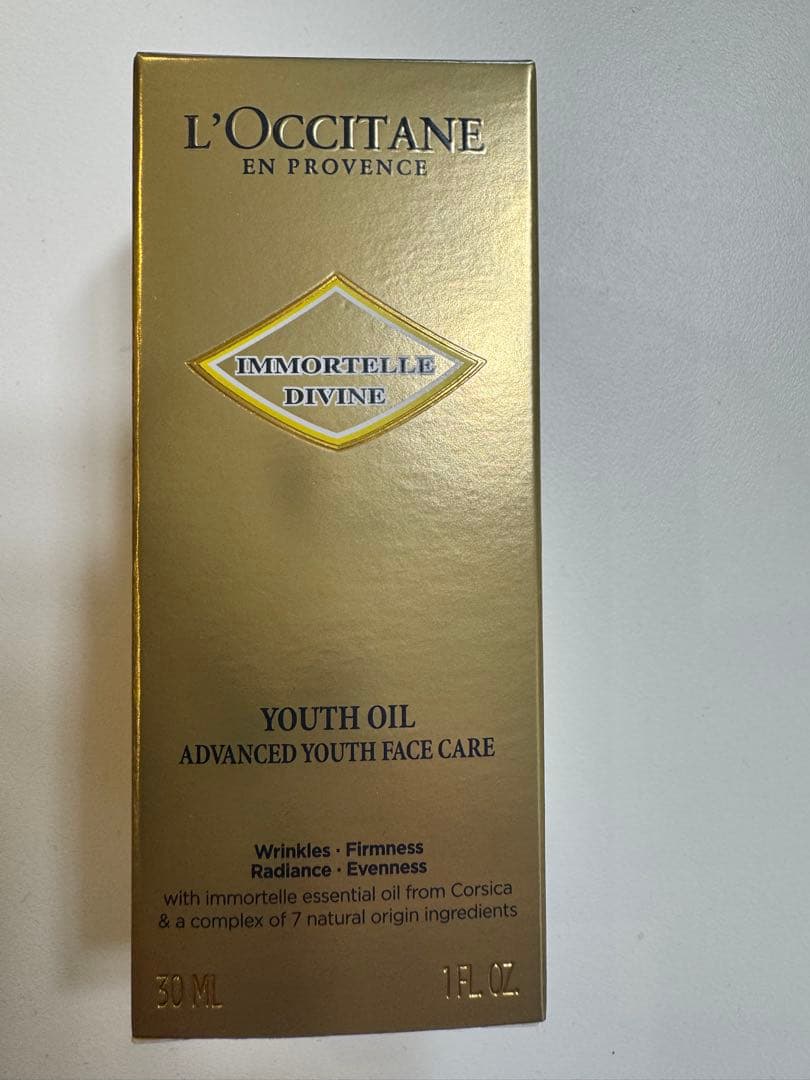 L'OCCITANE
EN PROVENCE
IMMORTELLE
DIVINE
YOUTH OIL
ADVANCED YOUTH FACE CARE
Wrinkles · Firmness
Radiance · Evenness
with immortelle essential oil from Corsica
& a complex of 7 natural origin ingredients
30 ML 1 FL. OZ.